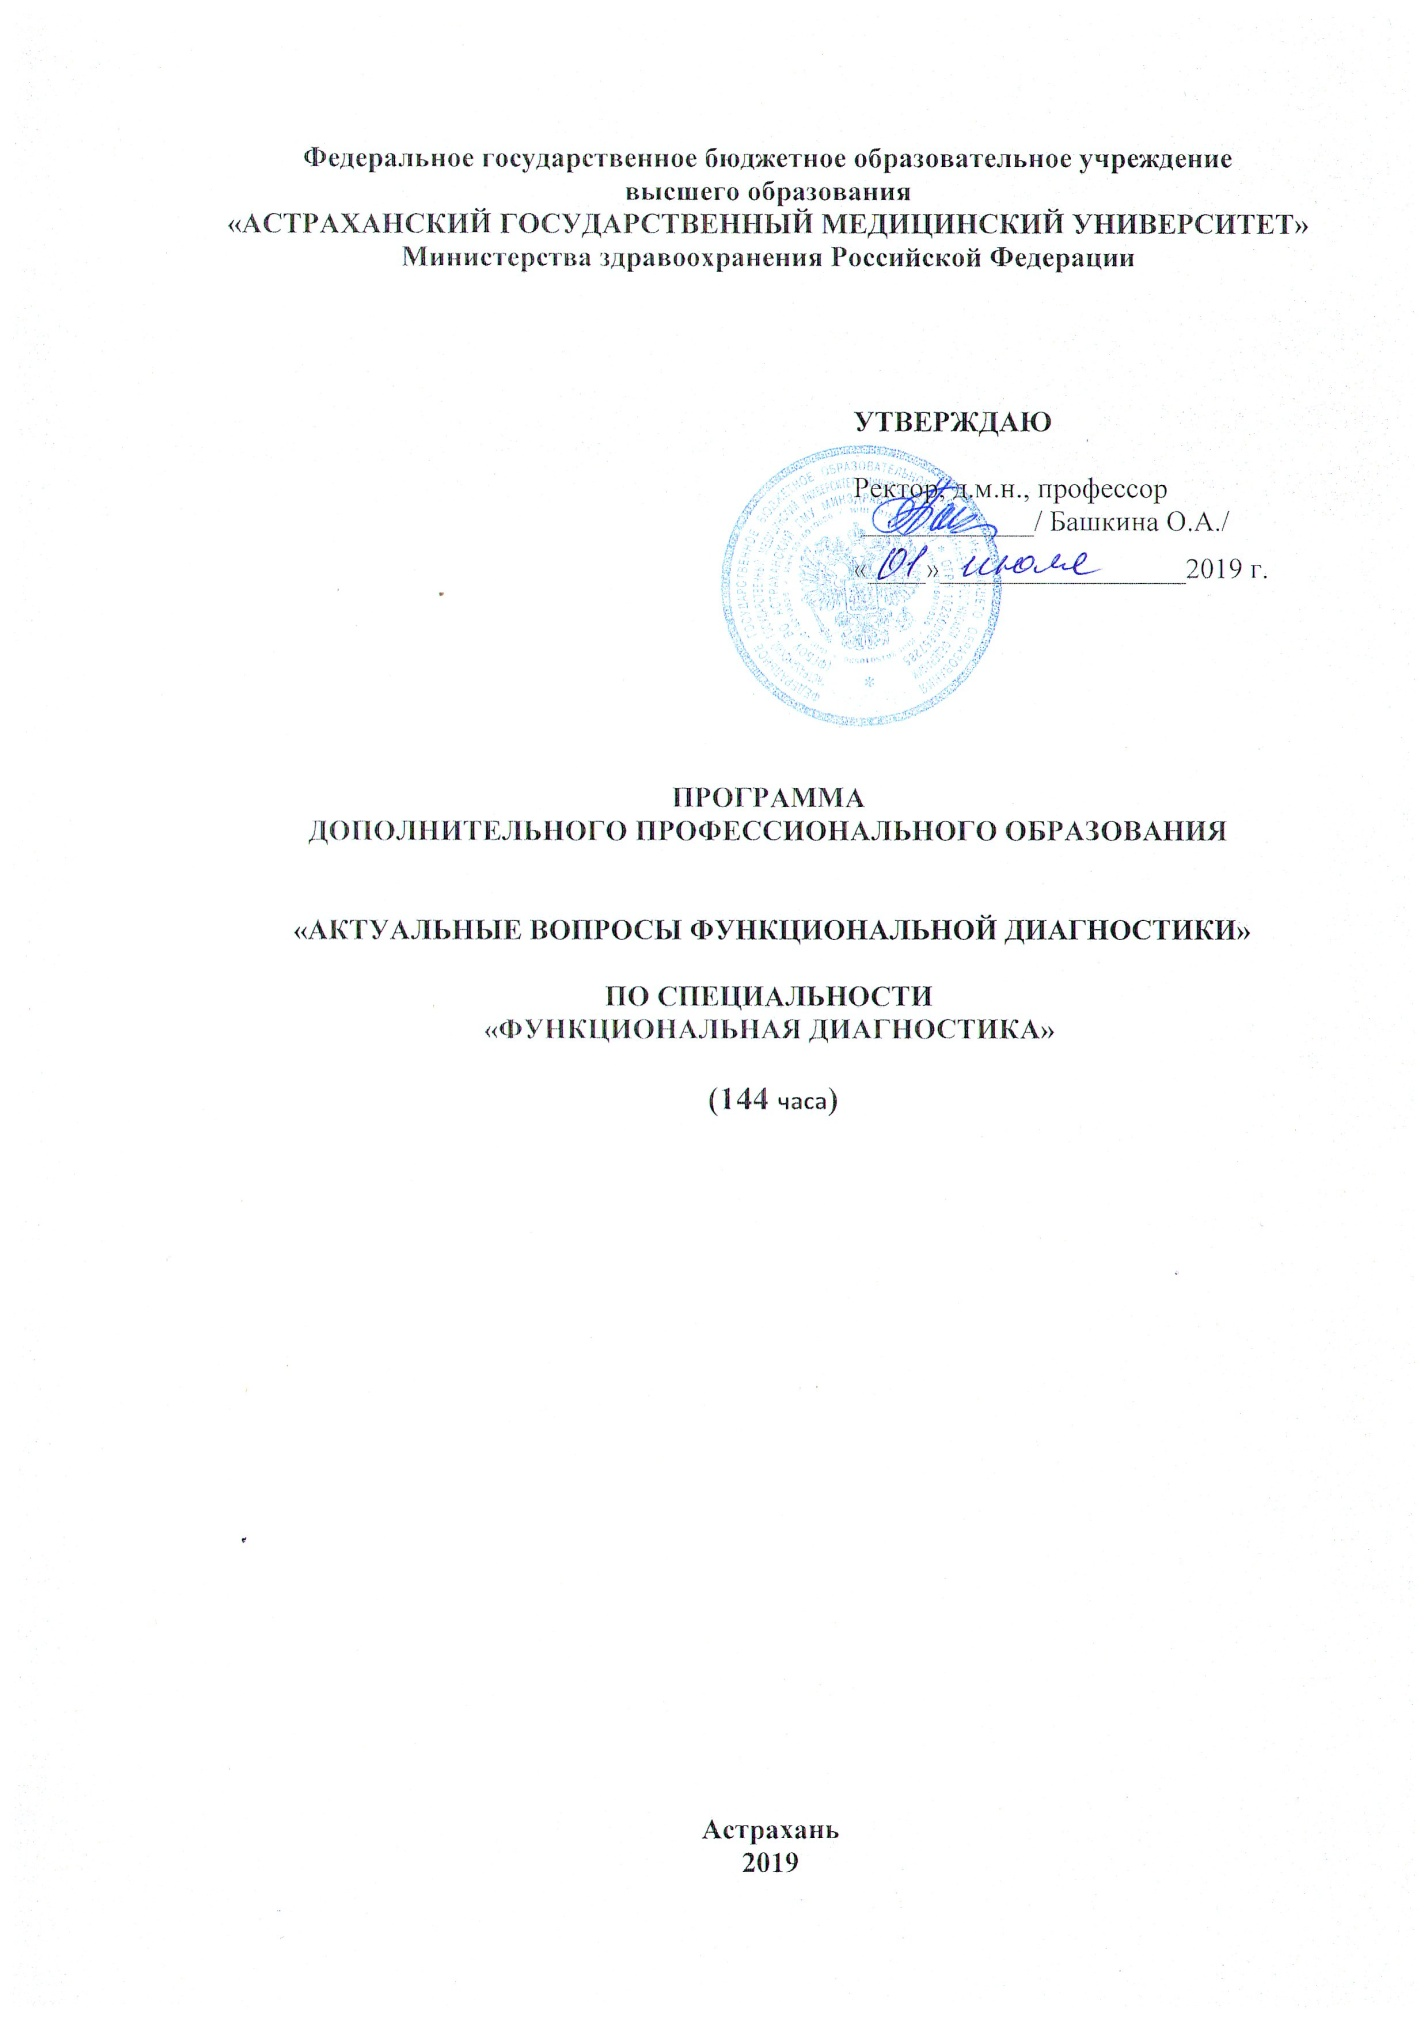 Федеральное государственное бюджетное образовательное учреждение
высшего образования
«АСТРАХАНСКИЙ ГОСУДАРСТВЕННЫЙ МЕДИЦИНСКИЙ УНИВЕРСИТЕТ»
Министерства здравоохранения Российской Федерации
УТВЕРЖДАЮ
Ректор, д.м.н., профессор
/ Башкина О.А./
«01» июля 2019 г.
ПРОГРАММА
ДОПОЛНИТЕЛЬНОГО ПРОФЕССИОНАЛЬНОГО ОБРАЗОВАНИЯ
«АКТУАЛЬНЫЕ ВОПРОСЫ ФУНКЦИОНАЛЬНОЙ ДИАГНОСТИКИ»
ПО СПЕЦИАЛЬНОСТИ
«ФУНКЦИОНАЛЬНАЯ ДИАГНОСТИКА»
(144 часа)
Астрахань
2019